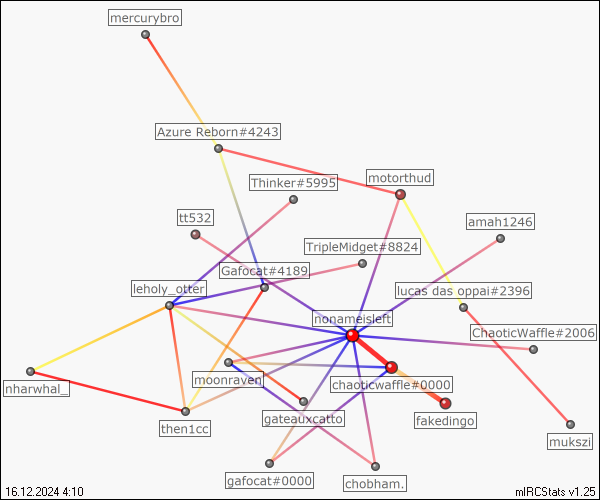 mercurybro
Azure Reborn#4243
Thinker#5995
motorthud
tt532
amah1246
TripleMidget#8824
Gafocat#4189
leholy_otter
lucas das oppai#2396
nonameisleft
ChaoticWaffle#2006
moonraven
chaoticwaffle#0000
nharwhal_
gateauxcatto
fakedingo
then1cc
mukszi
gafocat#0000
chobham.
16.12.2024 4:10
mIRCStats v1.25